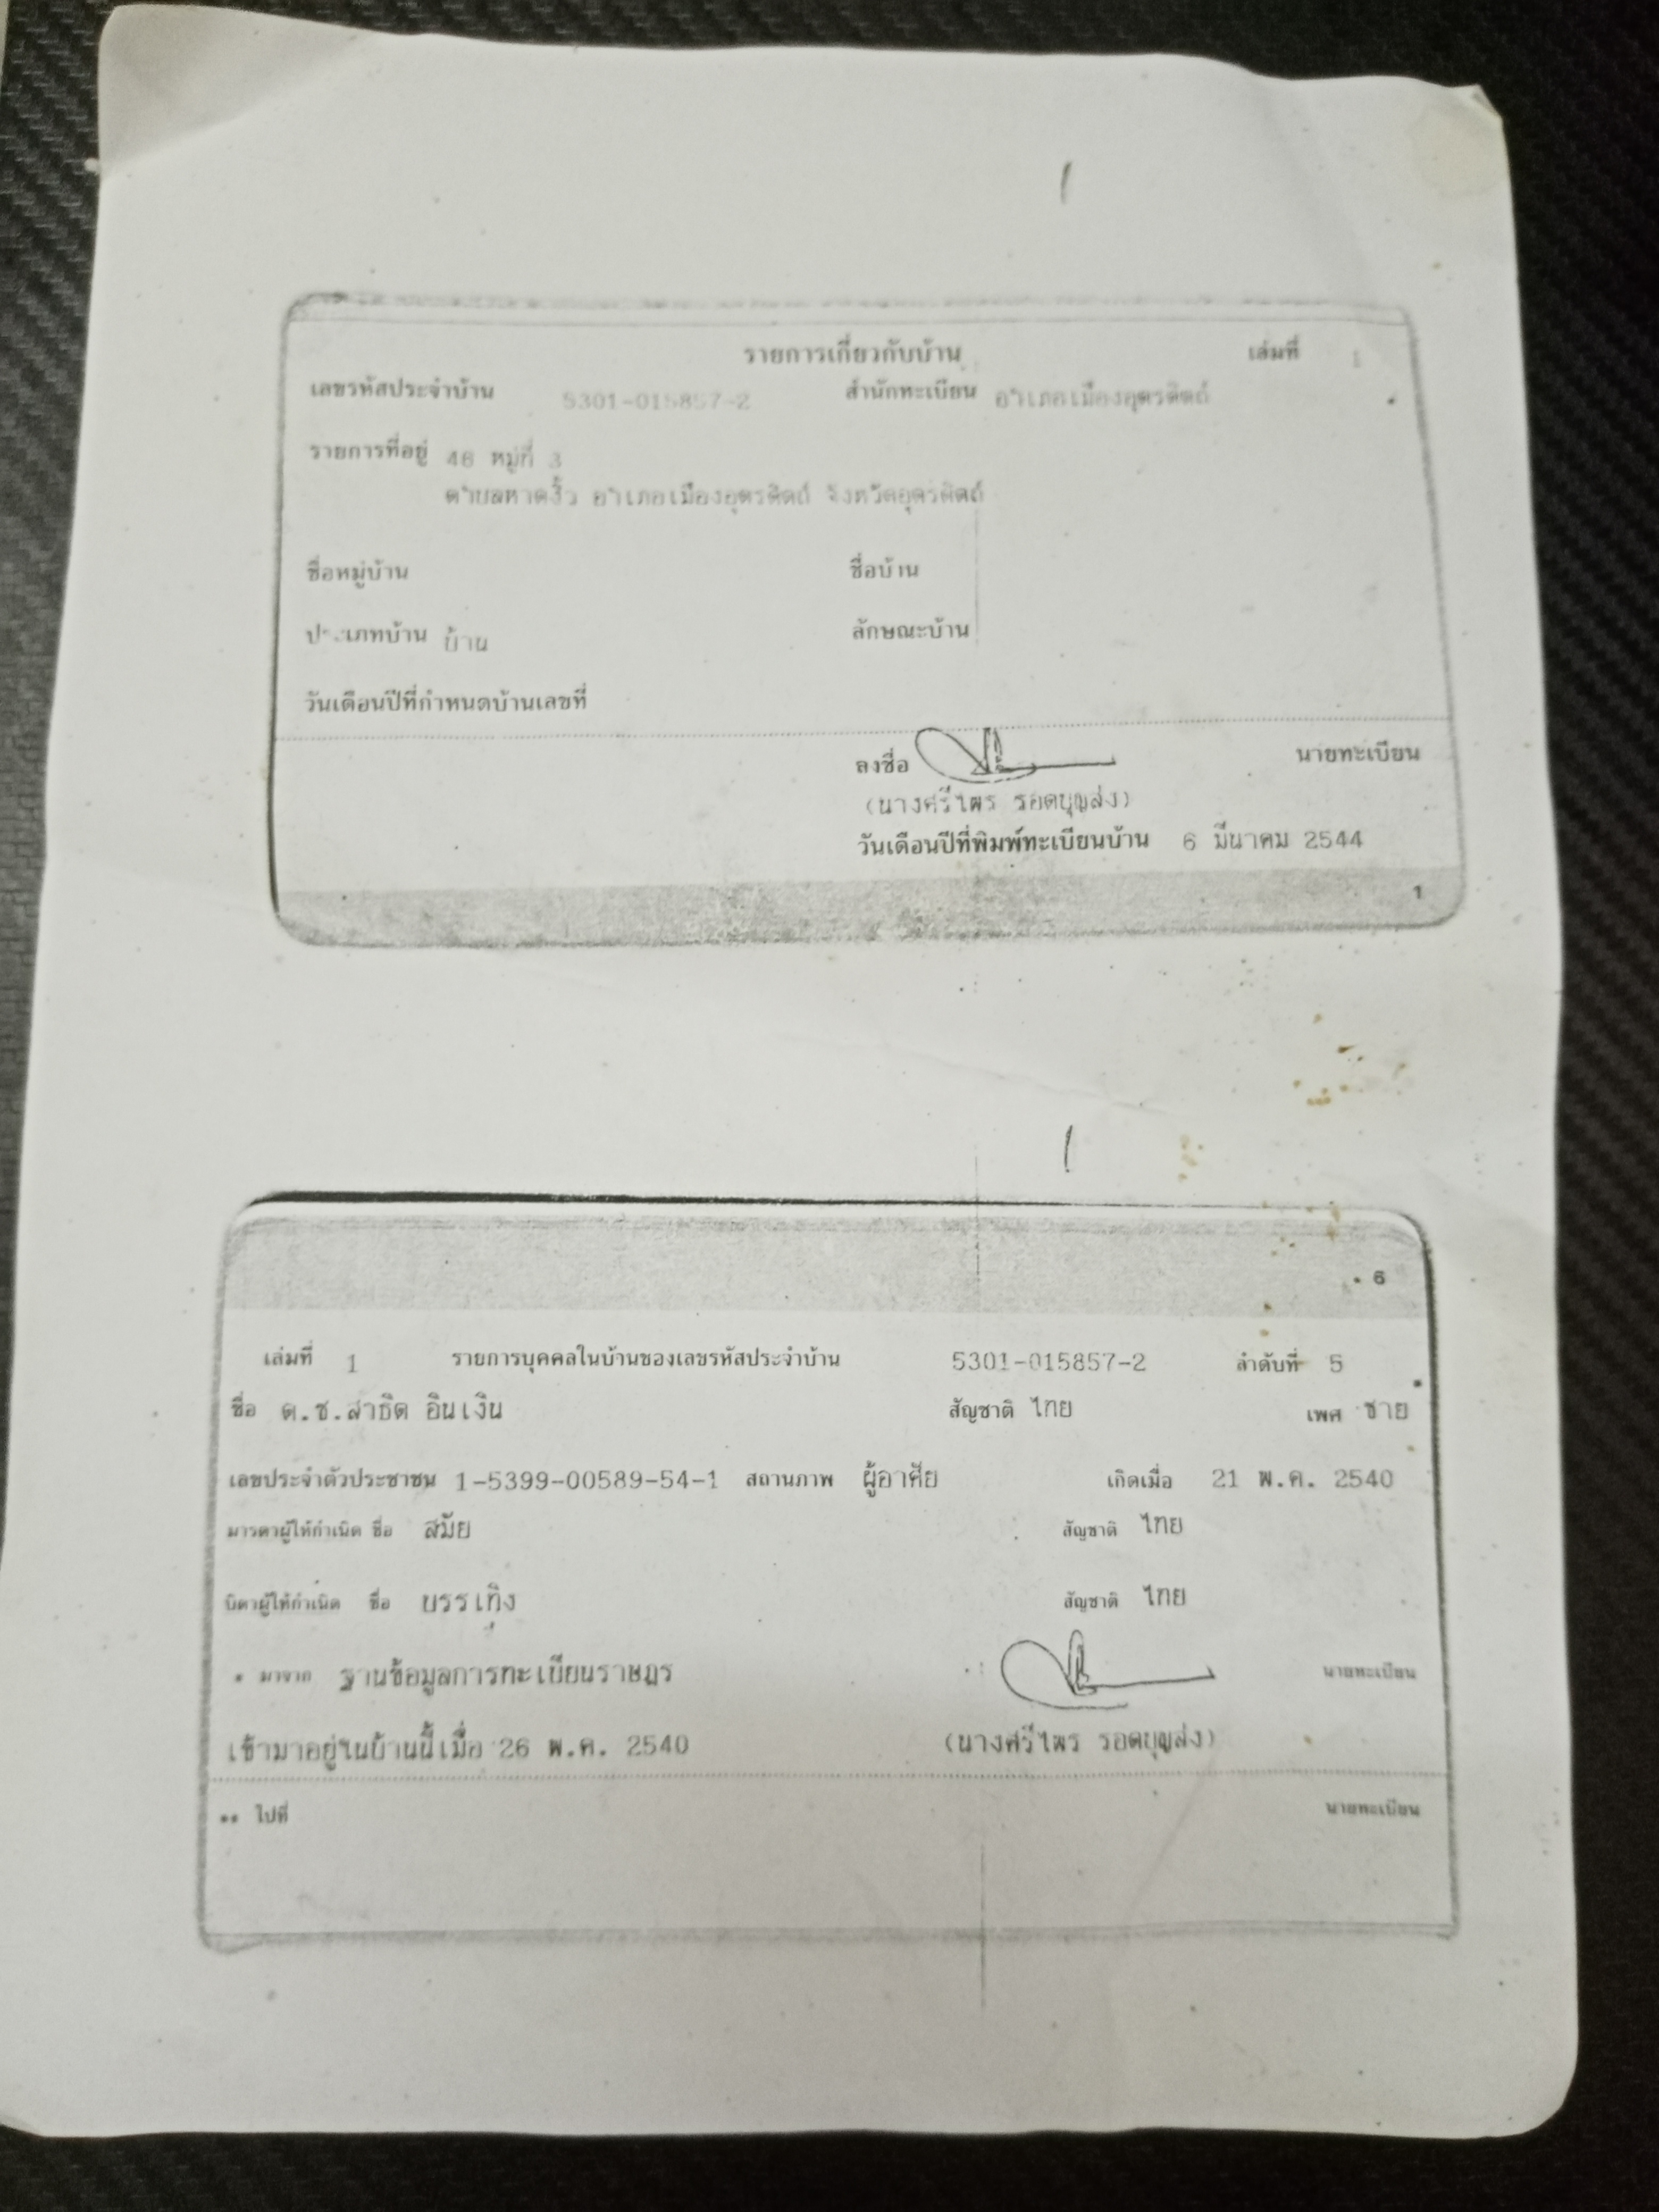 รายการเกี่ยวกับบ้าน เล่มที่ 1
เลขรหัสประจำบ้าน 5301-015857-2 สำนักทะเบียน อำเภอเมืองอุตรดิตถ์
รายการที่อยู่ 46 หมู่ที่ 3
ตำบลหาดงิ้ว อำเภอเมืองอุตรดิตถ์ จังหวัดอุตรดิตถ์
ชื่อหมู่บ้าน ชื่อบ้าน
ประเภทบ้าน บ้าน ลักษณะบ้าน
วันเดือนปีที่กำหนดบ้านเลขที่
ลงชื่อ นายทะเบียน
(นางศรีไพร รอดบุญส่ง)
วันเดือนปีที่พิมพ์ทะเบียนบ้าน 6 มีนาคม 2544
1
6
เล่มที่ 1 รายการบุคคลในบ้านของเลขรหัสประจำบ้าน 5301-015857-2 ลำดับที่ 5
ชื่อ ด.ช.สาธิต อินเงิน สัญชาติ ไทย เพศ ชาย
เลขประจำตัวประชาชน 1-5399-00589-54-1 สถานภาพ ผู้อาศัย เกิดเมื่อ 21 พ.ค. 2540
มารดาผู้ให้กำเนิด ชื่อ สมัย สัญชาติ ไทย
บิดาผู้ให้กำเนิด ชื่อ บรรเทิง สัญชาติ ไทย
* มาจาก ฐานข้อมูลการทะเบียนราษฎร นายทะเบียน
เข้ามาอยู่ในบ้านนี้เมื่อ 26 พ.ค. 2540 (นางศรีไพร รอดบุญส่ง)
** ไปที่ นายทะเบียน